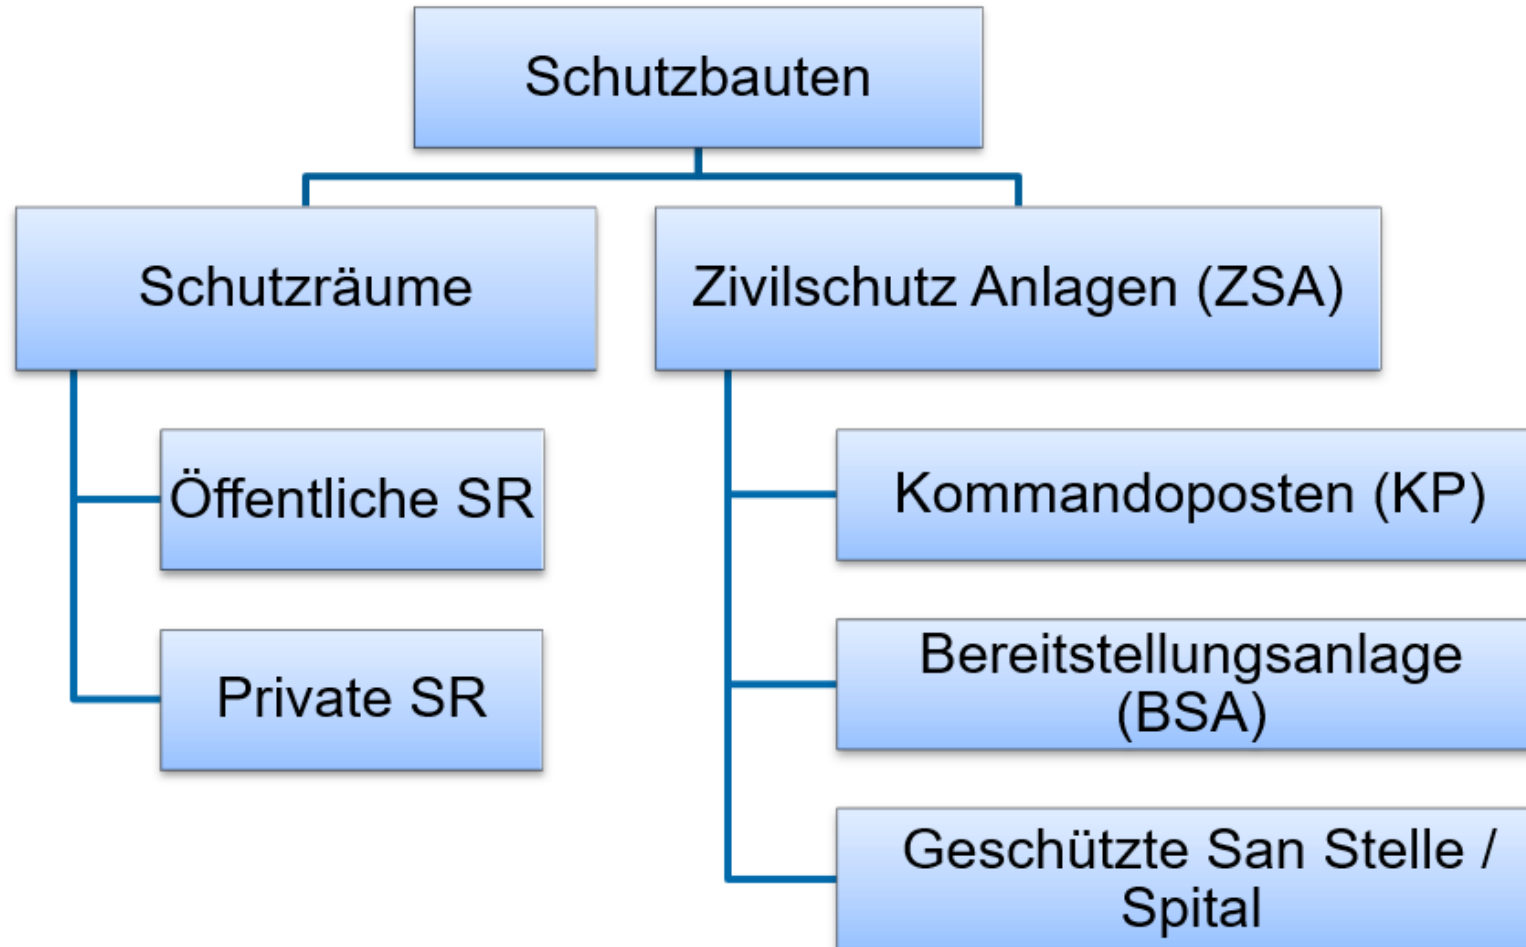 Schutzbauten
Schutzräume
Zivilschutz Anlagen (ZSA)
Öffentliche SR
Private SR
Kommandoposten (KP)
Bereitstellungsanlage
(BSA)
Geschützte San Stelle /
Spital